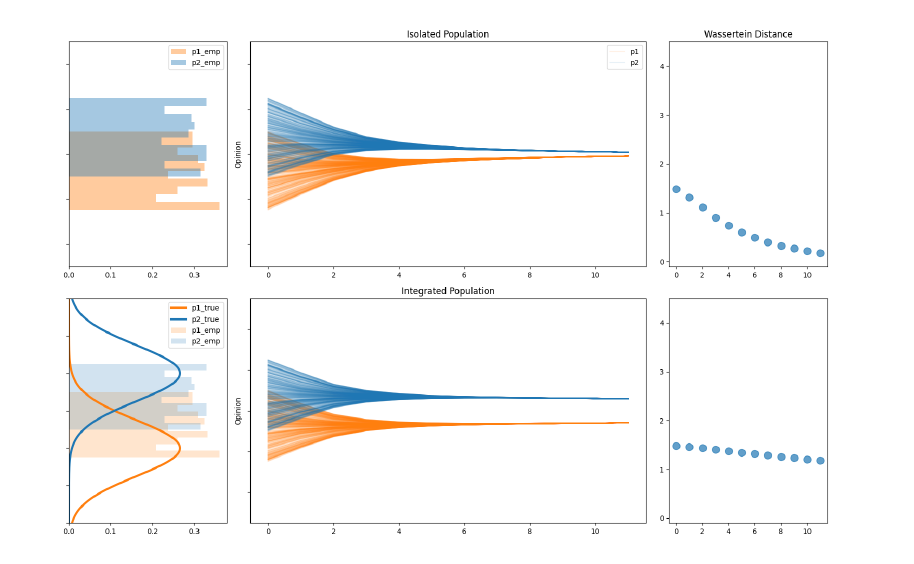 Isolated Population
Wassertein Distance
p1_emp
p2_emp
p1
p2
Opinion
4
3
2
1
0
0.0 0.1 0.2 0.3
0 2 4 6 8 10
0 2 4 6 8 10
Integrated Population
p1_true
p2_true
p1_emp
p2_emp
Opinion
4
3
2
1
0
0.0 0.1 0.2 0.3
0 2 4 6 8 10
0 2 4 6 8 10